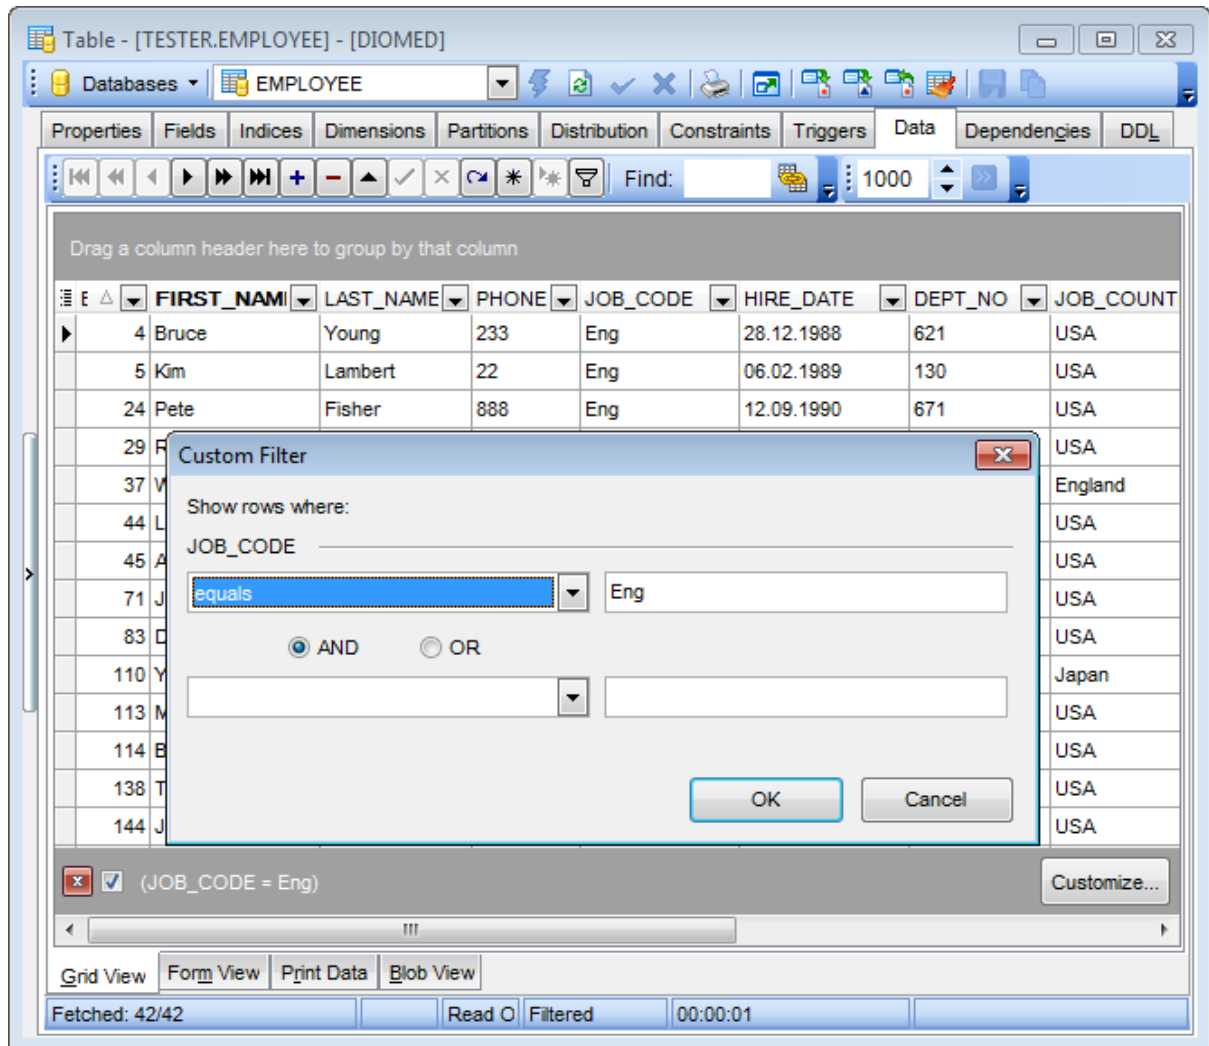 Table - [TESTER.EMPLOYEE] - [DIOMED]
Databases EMPLOYEE
Properties Fields Indices Dimensions Partitions Distribution Constraints Triggers Data Dependencies DDL
Find: 1000
Drag a column header here to group by that column
E FIRST_NAM LAST_NAME PHONE JOB_CODE HIRE_DATE DEPT_NO JOB_COUNT
4 Bruce Young 233 Eng 28.12.1988 621 USA
5 Kim Lambert 22 Eng 06.02.1989 130 USA
24 Pete Fisher 888 Eng 12.09.1990 671 USA
29 R USA
37 W England
44 L USA
45 A USA
71 J USA
83 D USA
110 Y Japan
113 M USA
114 B USA
138 T USA
144 J USA
Custom Filter
Show rows where:
JOB_CODE
equals Eng
AND OR
OK Cancel
(JOB_CODE = Eng) Customize...
Grid View Form View Print Data Blob View
Fetched: 42/42 Read O Filtered 00:00:01